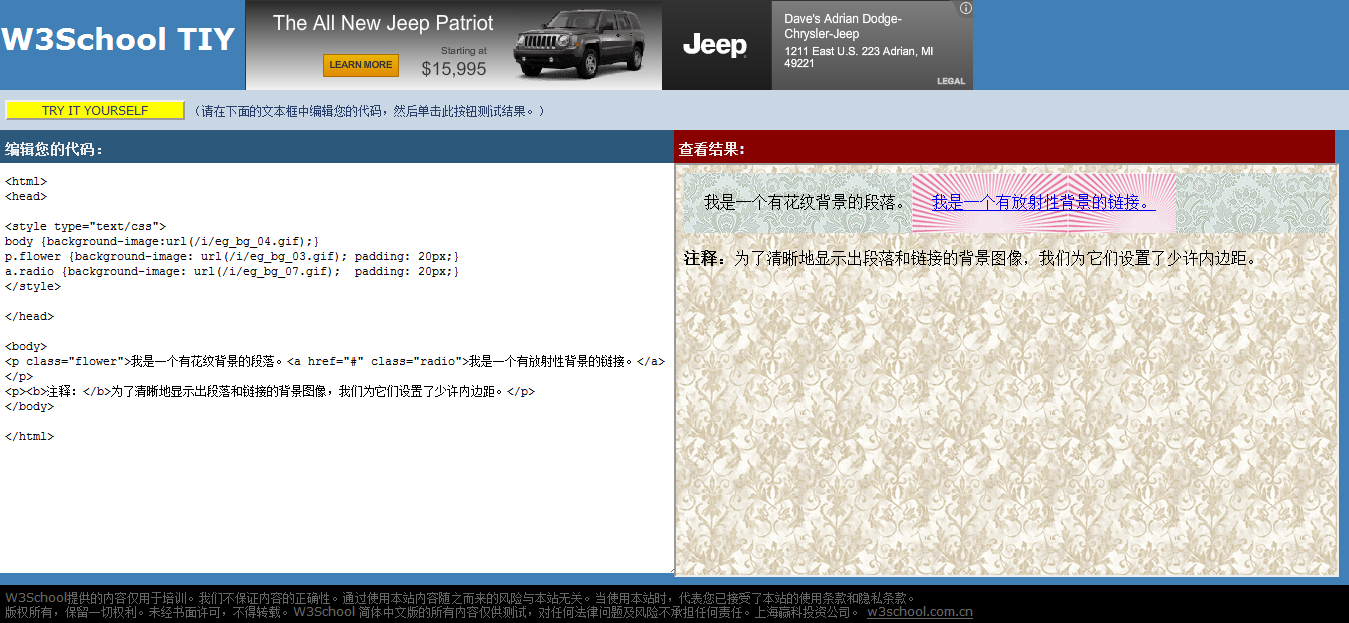 W3School TIY
The All New Jeep Patriot
LEARN MORE
Starting at
$15,995
Jeep
Dave's Adrian Dodge-
Chrysler-Jeep
1211 East U.S. 223 Adrian, MI
49221
LEGAL
TRY IT YOURSELF （请在下面的文本框中编辑您的代码，然后单击此按钮测试结果。）
编辑您的代码：
<html>
<head>
<style type="text/css">
body {background-image:url(/i/eg_bg_04.gif);}
p.flower {background-image: url(/i/eg_bg_03.gif); padding: 20px;}
a.radio {background-image: url(/i/eg_bg_07.gif);  padding: 20px;}
</style>
</head>
<body>
<p class="flower">我是一个有花纹背景的段落。<a href="#" class="radio">我是一个有放射性背景的链接。</a>
</p>
<p><b>注释：</b>为了清晰地显示出段落和链接的背景图像，我们为它们设置了少许内边距。</p>
</body>
</html>
查看结果:
我是一个有花纹背景的段落。 我是一个有放射性背景的链接。
注释：为了清晰地显示出段落和链接的背景图像，我们为它们设置了少许内边距。
W3School提供的内容仅用于培训。我们不保证内容的正确性。通过使用本站内容随之而来的风险与本站无关。当使用本站时，代表您已接受了本站的使用条款和隐私条款。
版权所有，保留一切权利。未经书面许可，不得转载。W3School 简体中文版的所有内容仅供测试，对任何法律问题及风险不承担任何责任。上海赢科投资公司。 w3school.com.cn